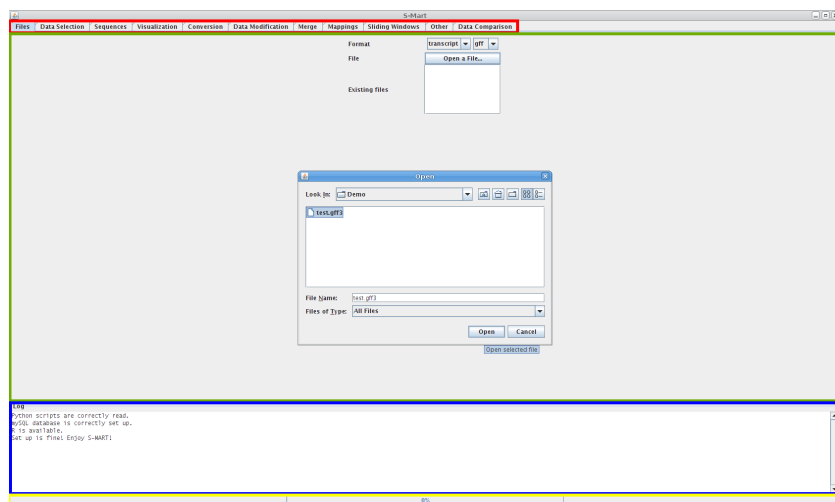 S-Mart
Files Data Selection Sequences Visualization Conversion Data Modification Merge Mappings Sliding Windows Other Data Comparison
Format transcript gff
File Open a File...
Existing files
Open
Look In: Demo
test.gff3
File Name: test.gff3
Files of Type: All Files
Open Cancel
Open selected file
Log
Python scripts are correctly read.
mySQL database is correctly set up.
R is available.
Set up is fine! Enjoy S-MART!
0%